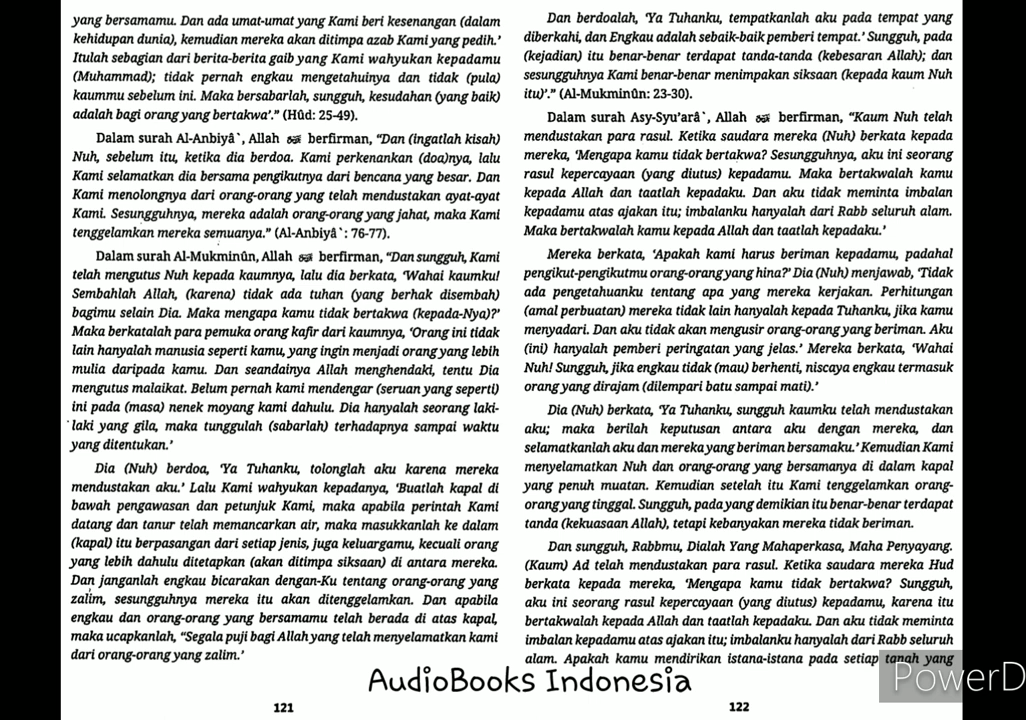 yang bersamamu. Dan ada umat-umat yang Kami beri kesenangan (dalam
kehidupan dunia), kemudian mereka akan ditimpa azab Kami yang pedih.’
Itulah sebagian dari berita-berita gaib yang Kami wahyukan kepadamu
(Muhammad); tidak pernah engkau mengetahuinya dan tidak (pula)
kaummu sebelum ini. Maka bersabarlah, sungguh, kesudahan (yang baik)
adalah bagi orang yang bertakwa’.” (Hûd: 25-49).
Dalam surah Al-Anbiyâ`, Allah ﷻ berfirman, “Dan (ingatlah kisah)
Nuh, sebelum itu, ketika dia berdoa. Kami perkenankan (doa)nya, lalu
Kami selamatkan dia bersama pengikutnya dari bencana yang besar. Dan
Kami menolongnya dari orang-orang yang telah mendustakan ayat-ayat
Kami. Sesungguhnya, mereka adalah orang-orang yang jahat, maka Kami
tenggelamkan mereka semuanya.” (Al-Anbiyâ`: 76-77).
Dalam surah Al-Mukminûn, Allah ﷻ berfirman, “Dan sungguh, Kami
telah mengutus Nuh kepada kaumnya, lalu dia berkata, ‘Wahai kaumku!
Sembahlah Allah, (karena) tidak ada tuhan (yang berhak disembah)
bagimu selain Dia. Maka mengapa kamu tidak bertakwa (kepada-Nya)?’
Maka berkatalah para pemuka orang kafir dari kaumnya, ‘Orang ini tidak
lain hanyalah manusia seperti kamu, yang ingin menjadi orang yang lebih
mulia daripada kamu. Dan seandainya Allah menghendaki, tentu Dia
mengutus malaikat. Belum pernah kami mendengar (seruan yang seperti)
ini pada (masa) nenek moyang kami dahulu. Dia hanyalah seorang laki-
laki yang gila, maka tunggulah (sabarlah) terhadapnya sampai waktu
yang ditentukan.’
Dia (Nuh) berdoa, ‘Ya Tuhanku, tolonglah aku karena mereka
mendustakan aku.’ Lalu Kami wahyukan kepadanya, ‘Buatlah kapal di
bawah pengawasan dan petunjuk Kami, maka apabila perintah Kami
datang dan tanur telah memancarkan air, maka masukkanlah ke dalam
(kapal) itu berpasangan dari setiap jenis, juga keluargamu, kecuali orang
yang lebih dahulu ditetapkan (akan ditimpa siksaan) di antara mereka.
Dan janganlah engkau bicarakan dengan-Ku tentang orang-orang yang
zalim, sesungguhnya mereka itu akan ditenggelamkan. Dan apabila
engkau dan orang-orang yang bersamamu telah berada di atas kapal,
maka ucapkanlah, “Segala puji bagi Allah yang telah menyelamatkan kami
dari orang-orang yang zalim.’
121
Dan berdoalah, ‘Ya Tuhanku, tempatkanlah aku pada tempat yang
diberkahi, dan Engkau adalah sebaik-baik pemberi tempat.’ Sungguh, pada
(kejadian) itu benar-benar terdapat tanda-tanda (kebesaran Allah); dan
sesungguhnya Kami benar-benar menimpakan siksaan (kepada kaum Nuh
itu)’.” (Al-Mukminûn: 23-30).
Dalam surah Asy-Syu’arâ`, Allah ﷻ berfirman, “Kaum Nuh telah
mendustakan para rasul. Ketika saudara mereka (Nuh) berkata kepada
mereka, ‘Mengapa kamu tidak bertakwa? Sesungguhnya, aku ini seorang
rasul kepercayaan (yang diutus) kepadamu. Maka bertakwalah kamu
kepada Allah dan taatlah kepadaku. Dan aku tidak meminta imbalan
kepadamu atas ajakan itu; imbalanku hanyalah dari Rabb seluruh alam.
Maka bertakwalah kamu kepada Allah dan taatlah kepadaku.’
Mereka berkata, ‘Apakah kami harus beriman kepadamu, padahal
pengikut-pengikutmu orang-orang yang hina?’ Dia (Nuh) menjawab, ‘Tidak
ada pengetahuanku tentang apa yang mereka kerjakan. Perhitungan
(amal perbuatan) mereka tidak lain hanyalah kepada Tuhanku, jika kamu
menyadari. Dan aku tidak akan mengusir orang-orang yang beriman. Aku
(ini) hanyalah pemberi peringatan yang jelas.’ Mereka berkata, ‘Wahai
Nuh! Sungguh, jika engkau tidak (mau) berhenti, niscaya engkau termasuk
orang yang dirajam (dilempari batu sampai mati).’
Dia (Nuh) berkata, ‘Ya Tuhanku, sungguh kaumku telah mendustakan
aku; maka berilah keputusan antara aku dengan mereka, dan
selamatkanlah aku dan mereka yang beriman bersamaku.’ Kemudian Kami
menyelamatkan Nuh dan orang-orang yang bersamanya di dalam kapal
yang penuh muatan. Kemudian setelah itu Kami tenggelamkan orang-
orang yang tinggal. Sungguh, pada yang demikian itu benar-benar terdapat
tanda (kekuasaan Allah), tetapi kebanyakan mereka tidak beriman.
Dan sungguh, Rabbmu, Dialah Yang Mahaperkasa, Maha Penyayang.
(Kaum) Ad telah mendustakan para rasul. Ketika saudara mereka Hud
berkata kepada mereka, ‘Mengapa kamu tidak bertakwa? Sungguh,
aku ini seorang rasul kepercayaan (yang diutus) kepadamu, karena itu
bertakwalah kepada Allah dan taatlah kepadaku. Dan aku tidak meminta
imbalan kepadamu atas ajakan itu; imbalanku hanyalah dari Rabb seluruh
alam. Apakah kamu mendirikan istana-istana pada setiap tanah yang
122
AudioBooks Indonesia
PowerD